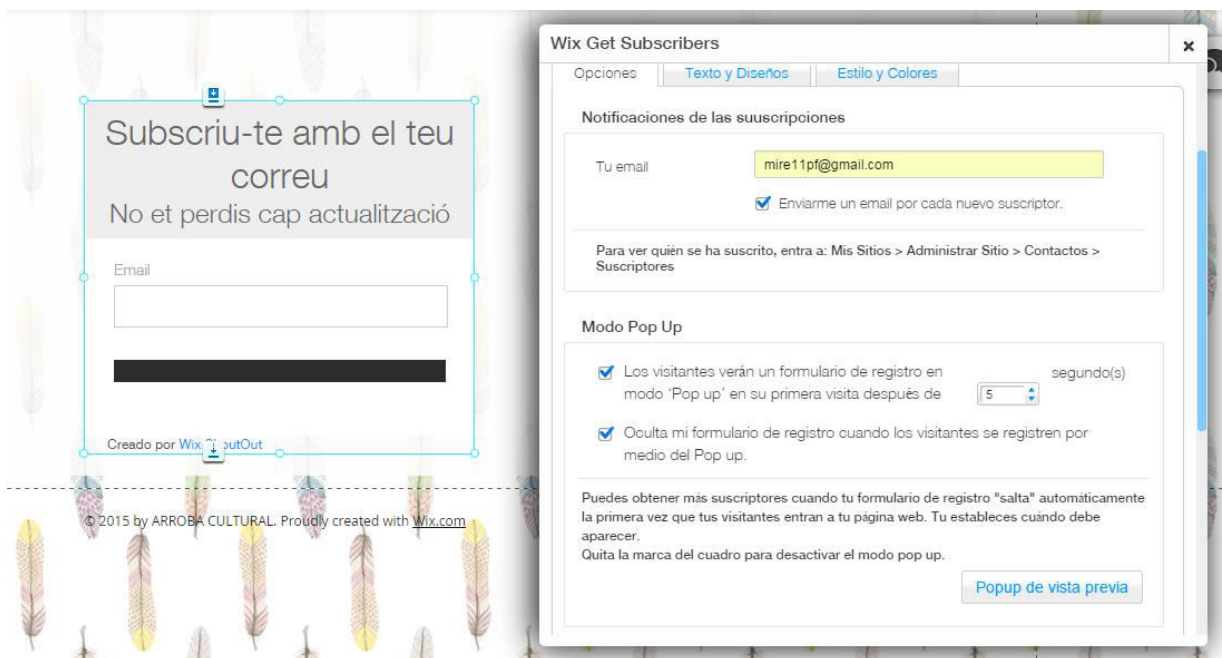 Subscriu-te amb el teu
correu
No et perdis cap actualització
Email
Creado por Wix
© 2015 by ARROBA CULTURAL. Proudly created with Wix.com
Wix Get Subscribers
Opciones Texto y Diseños Estilo y Colores
Notificaciones de las suuscripciones
Tu email mire11pf@gmail.com
Enviarme un email por cada nuevo suscriptor.
Para ver quién se ha suscrito, entra a: Mis Sitios > Administrar Sitio > Contactos >
Suscriptores
Modo Pop Up
Los visitantes verán un formulario de registro en segundo(s)
modo 'Pop up' en su primera visita después de 5
Oculta mi formulario de registro cuando los visitantes se registren por
medio del Pop up.
Puedes obtener más suscriptores cuando tu formulario de registro "salta" automáticamente
la primera vez que tus visitantes entran a tu página web. Tu estableces cuándo debe
aparecer.
Quita la marca del cuadro para desactivar el modo pop up.
Popup de vista previa